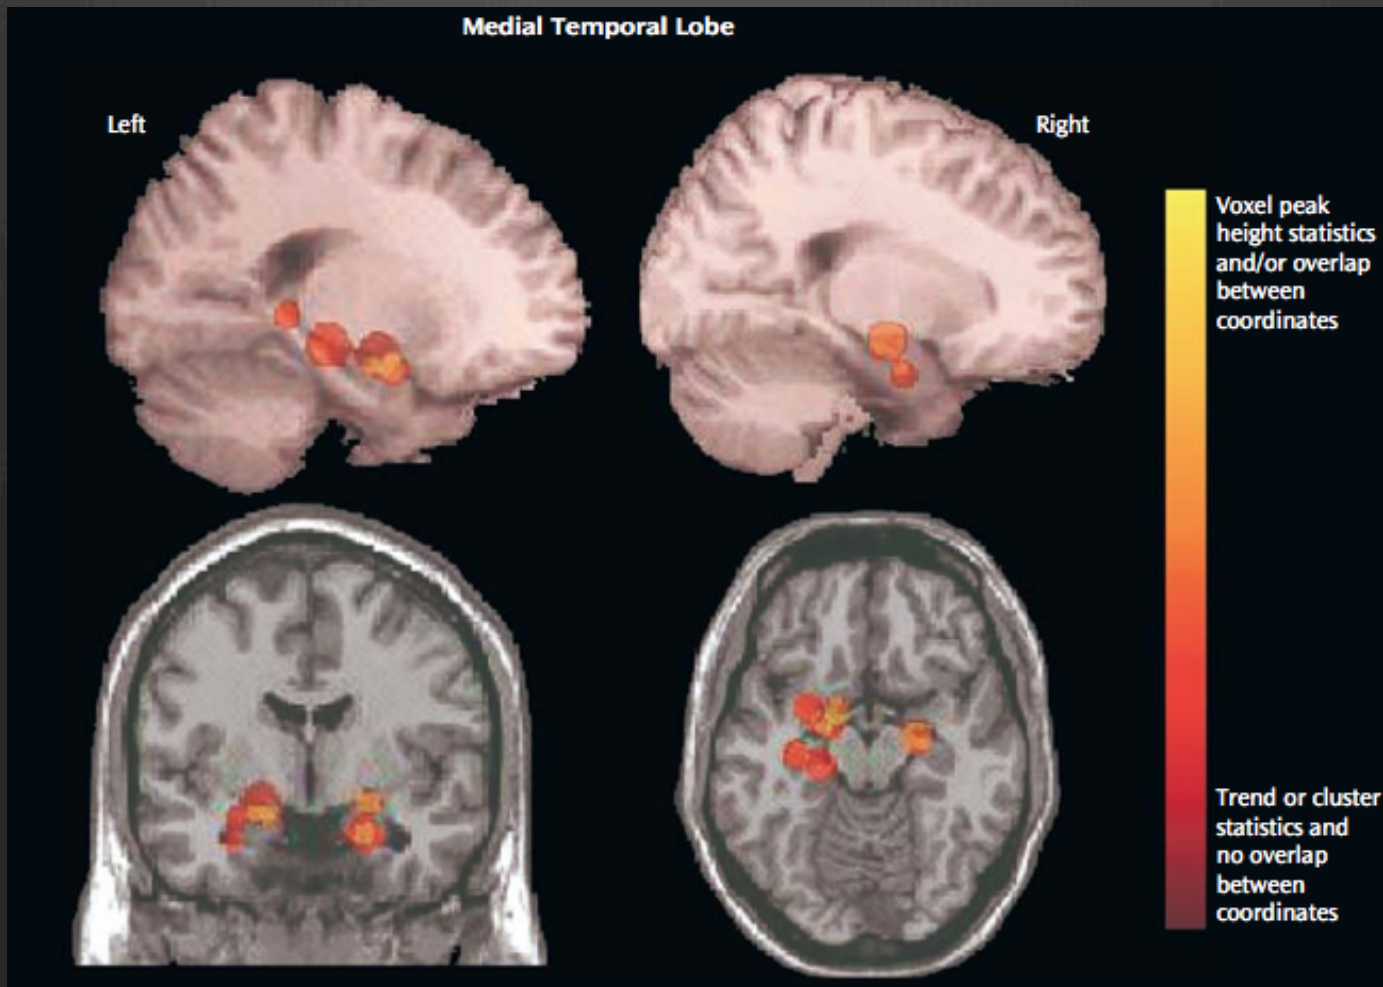 Medial Temporal Lobe
Left
Right
Voxel peak
height statistics
and/or overlap
between
coordinates
Trend or cluster
statistics and
no overlap
between
coordinates